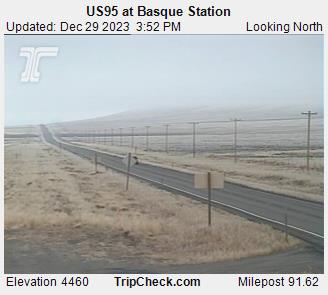 US95 at Basque Station
Updated: Dec 29 2023 3:52 PM Looking North
Elevation 4460 TripCheck.com Milepost 91.62